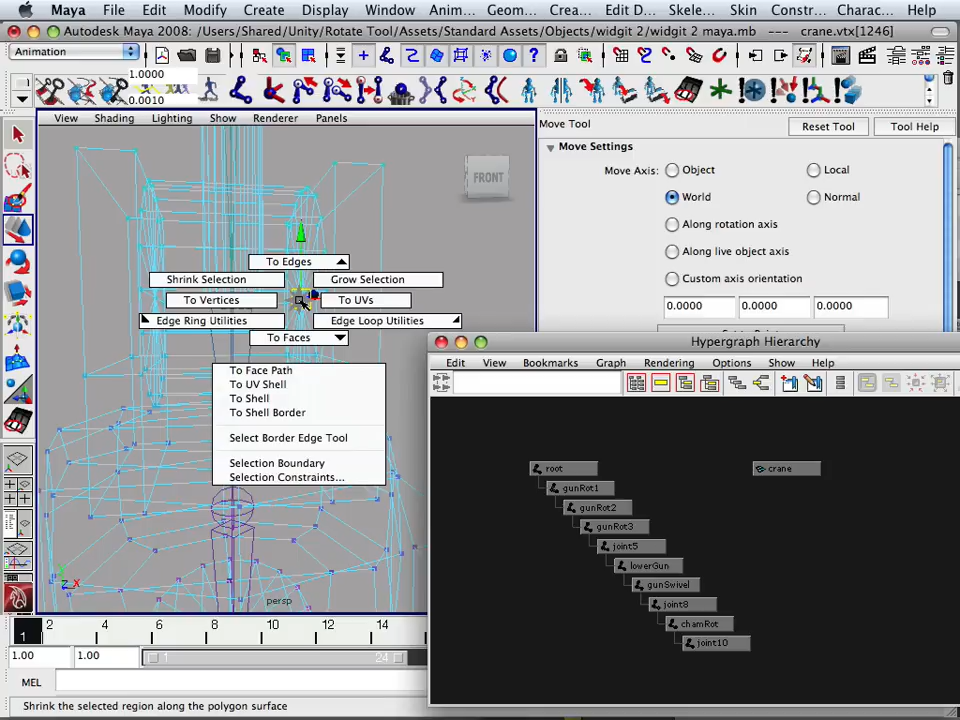 Maya File Edit Modify Create Display Window Anim... Geom... Crea... Edit D... Skele... Skin Constr... Charac... Help
Autodesk Maya 2008: /Users/Shared/Unity/Rotate Tool/Assets/Standard Assets/Objects/widgit 2/widgit 2 maya.mb --- crane.vtx[1246]
Animation
1.0000
0.0010
View Shading Lighting Show Renderer Panels
Move Tool
Reset Tool
Tool Help
Move Settings
Move Axis:
Object
Local
World
Normal
Along rotation axis
Along live object axis
Custom axis orientation
0.0000
0.0000
0.0000
FRONT
To Edges
Shrink Selection
Grow Selection
To Vertices
To UVs
Edge Ring Utilities
Edge Loop Utilities
To Faces
To Face Path
To UV Shell
To Shell
To Shell Border
Select Border Edge Tool
Selection Boundary
Selection Constraints...
persp
Y
Z X
Hypergraph Hierarchy
Edit View Bookmarks Graph Rendering Options Show Help
root
crane
gunRot1
gunRot2
gunRot3
joint5
lowerGun
gunSwivel
joint8
chamRot
joint10
2 4 6 8 10 12 14
1
1.00
1.00
1
24
MEL
Shrink the selected region along the polygon surface